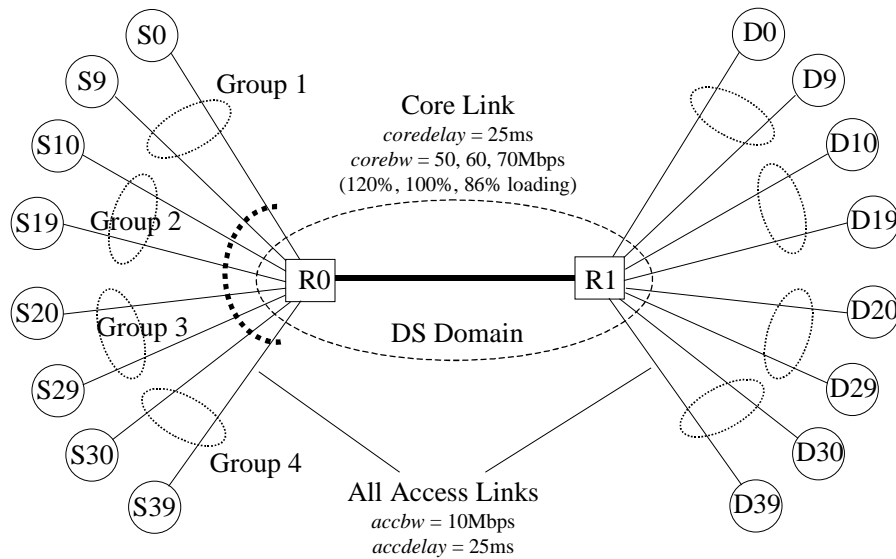 S0
D0
S9
Group 1
D9
Core Link
coredelay = 25ms
corebw = 50, 60, 70Mbps
(120%, 100%, 86% loading)
S10
D10
S19
Group 2
D19
R0
R1
S20
Group 3
DS Domain
D20
S29
D29
S30
Group 4
D30
S39
All Access Links
D39
accbw = 10Mbps
accdelay = 25ms